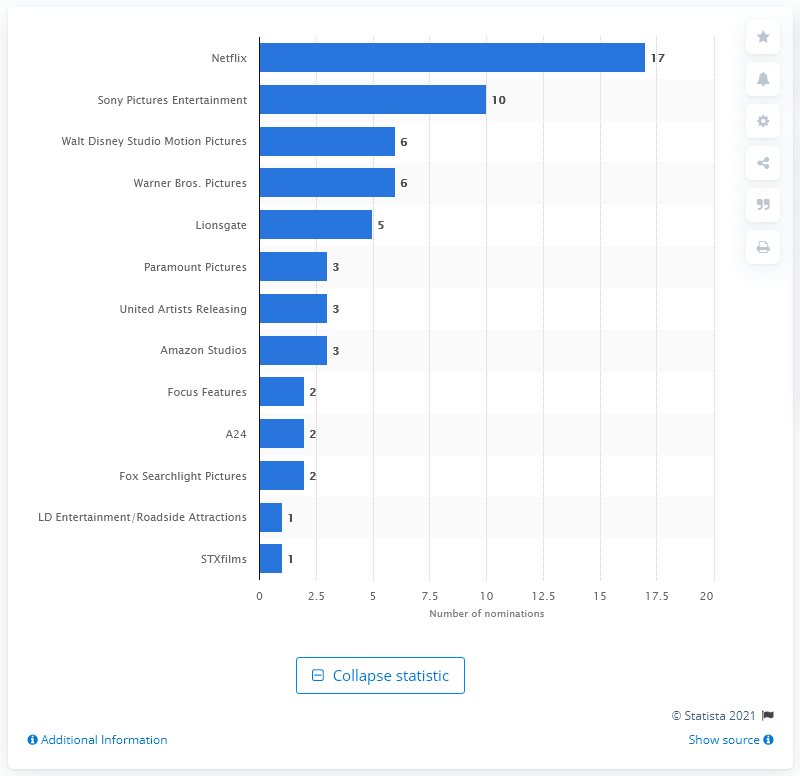 Netflix 17
Sony Pictures Entertainment 10
Walt Disney Studio Motion Pictures 6
Warner Bros. Pictures 6
Lionsgate 5
Paramount Pictures 3
United Artists Releasing 3
Amazon Studios 3
Focus Features 2
A24 2
Fox Searchlight Pictures 2
LD Entertainment/Roadside Attractions 1
STXfilms 1
0 2.5 5 7.5 10 12.5 15 17.5 20
Number of nominations
Collapse statistic
© Statista 2021
Additional Information Show source